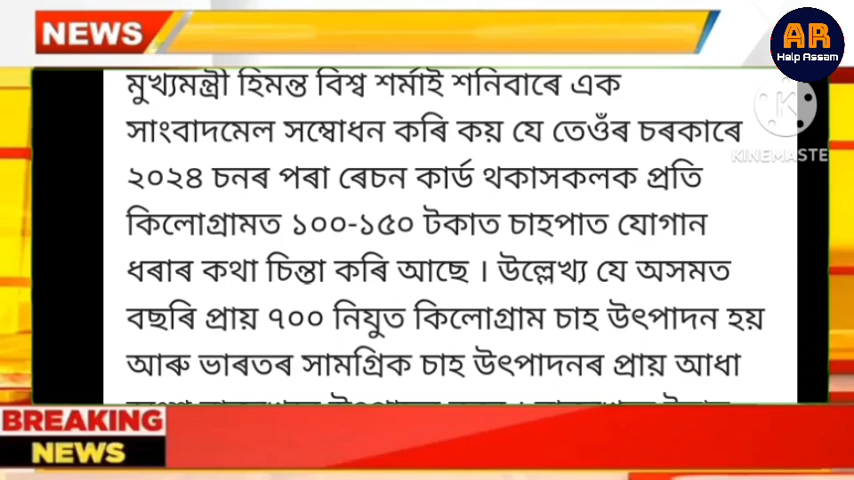 NEWS
AR
Help Assam
মুখ্যমন্ত্ৰী হিমন্ত বিশ্ব শৰ্মাই শনিবাৰে এক
সাংবাদমেল সম্বোধন কৰি কয় যে তেওঁৰ চৰকাৰে
KINEMASTE
২০২৪ চনৰ পৰা ৰেচন কাৰ্ড থকাসকলক প্ৰতি
কিলোগ্ৰামত ১০০-১৫০ টকাত চাহপাত যোগান
ধৰাৰ কথা চিন্তা কৰি আছে । উল্লেখ্য যে অসমত
বছৰি প্ৰায় ৭০০ নিযুত কিলোগ্ৰাম চাহ উৎপাদন হয়
আৰু ভাৰতৰ সামগ্ৰিক চাহ উৎপাদনৰ প্ৰায় আধা
BREAKING
NEWS